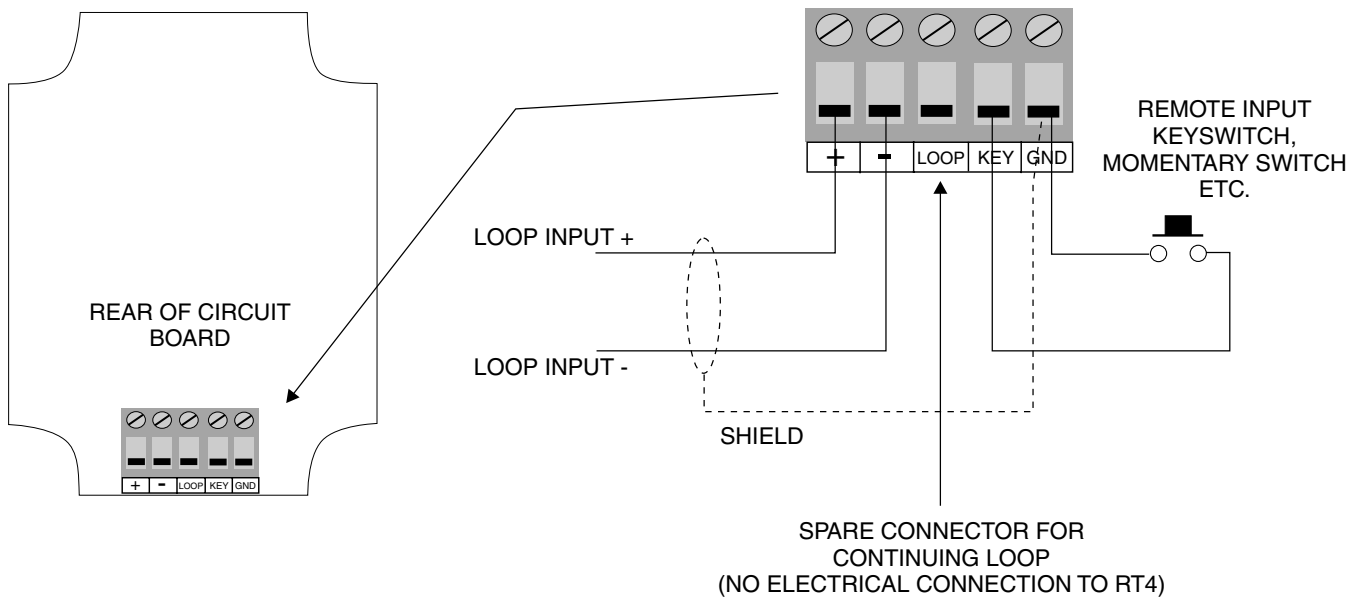 + - LOOP KEY GND
REMOTE INPUT
KEYSWITCH,
MOMENTARY SWITCH
ETC.
LOOP INPUT +
REAR OF CIRCUIT
BOARD
LOOP INPUT -
SHIELD
+ - LOOP KEY GND
SPARE CONNECTOR FOR
CONTINUING LOOP
(NO ELECTRICAL CONNECTION TO RT4)